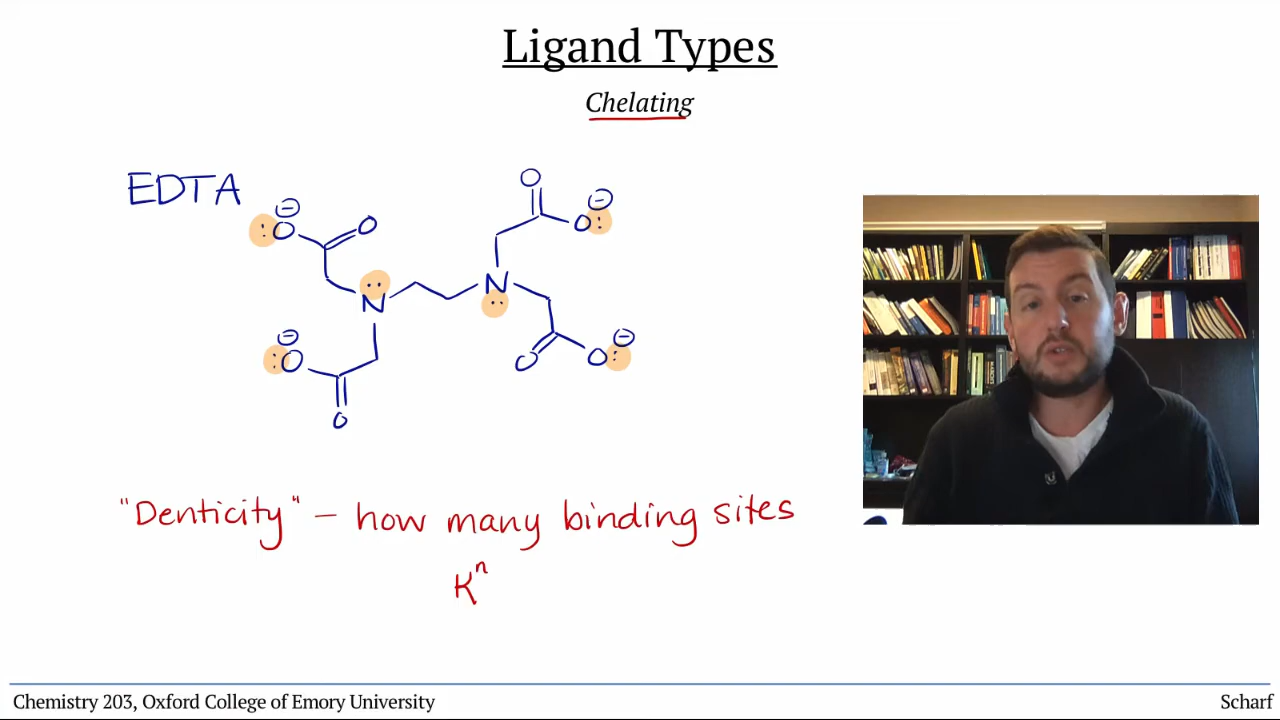 Ligand Types
Chelating
EDTA
O
⊖
O :
⊖
: O
O
N
N
⊖
: O
O
O :
⊖
O
"Denticity" – how many binding sites
κⁿ
Chemistry 203, Oxford College of Emory University
Scharf